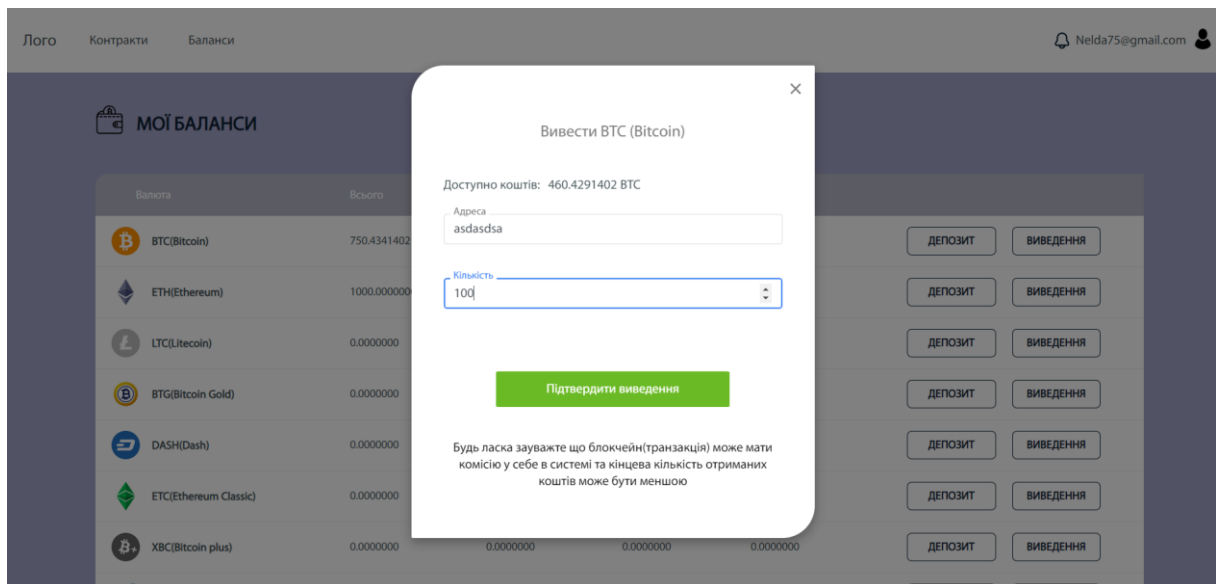 Лого Контракти Баланси Nelda75@gmail.com
МОЇ БАЛАНСИ
×
Вивести BTC (Bitcoin)
Доступно коштів: 460.4291402 BTC
Адреса
asdasdsa
Кількість
100
Підтвердити виведення
Будь ласка зауважте що блокчейн(транзакція) може мати
комісію у себе в системі та кінцева кількість отриманих
коштів може бути меншою
Валюта Всього
BTC(Bitcoin) 750.4341402 ДЕПОЗИТ ВИВЕДЕННЯ
ETH(Ethereum) 1000.000000 ДЕПОЗИТ ВИВЕДЕННЯ
LTC(Litecoin) 0.0000000 ДЕПОЗИТ ВИВЕДЕННЯ
BTG(Bitcoin Gold) 0.0000000 ДЕПОЗИТ ВИВЕДЕННЯ
DASH(Dash) 0.0000000 ДЕПОЗИТ ВИВЕДЕННЯ
ETC(Ethereum Classic) 0.0000000 ДЕПОЗИТ ВИВЕДЕННЯ
XBC(Bitcoin plus) 0.0000000 0.0000000 0.0000000 0.0000000 ДЕПОЗИТ ВИВЕДЕННЯ